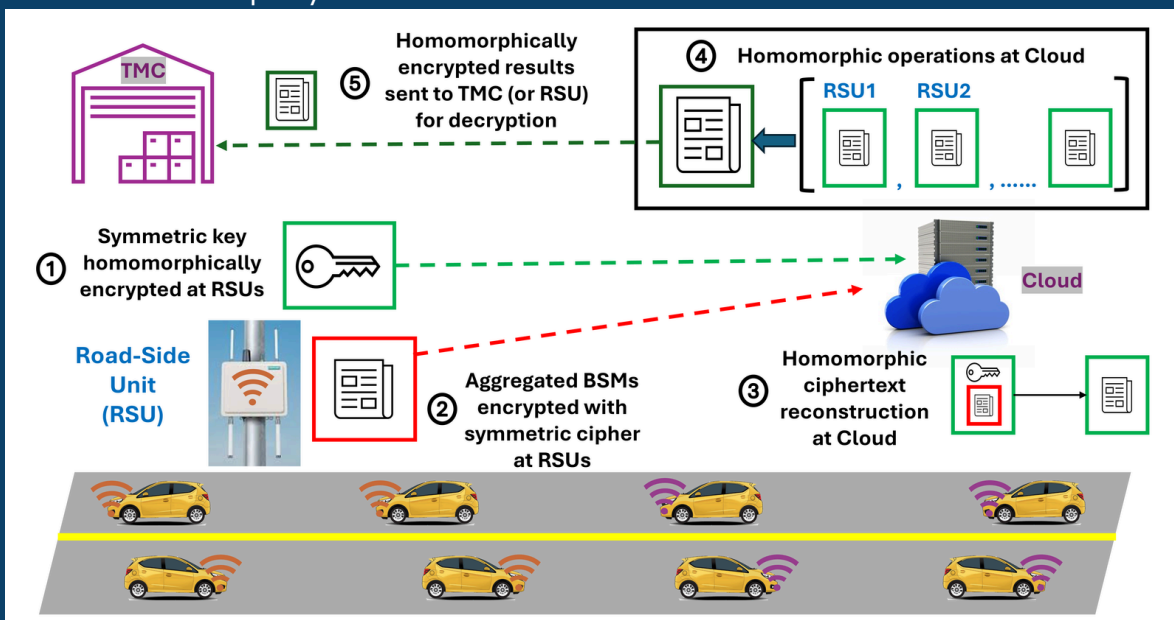 TMC
5
Homomorphically
encrypted results
sent to TMC (or RSU)
for decryption
4
Homomorphic operations at Cloud
RSU1
RSU2
, , ......
1
Symmetric key
homomorphically
encrypted at RSUs
Cloud
Road-Side
Unit
(RSU)
2
Aggregated BSMs
encrypted with
symmetric cipher
at RSUs
3
Homomorphic
ciphertext
reconstruction
at Cloud